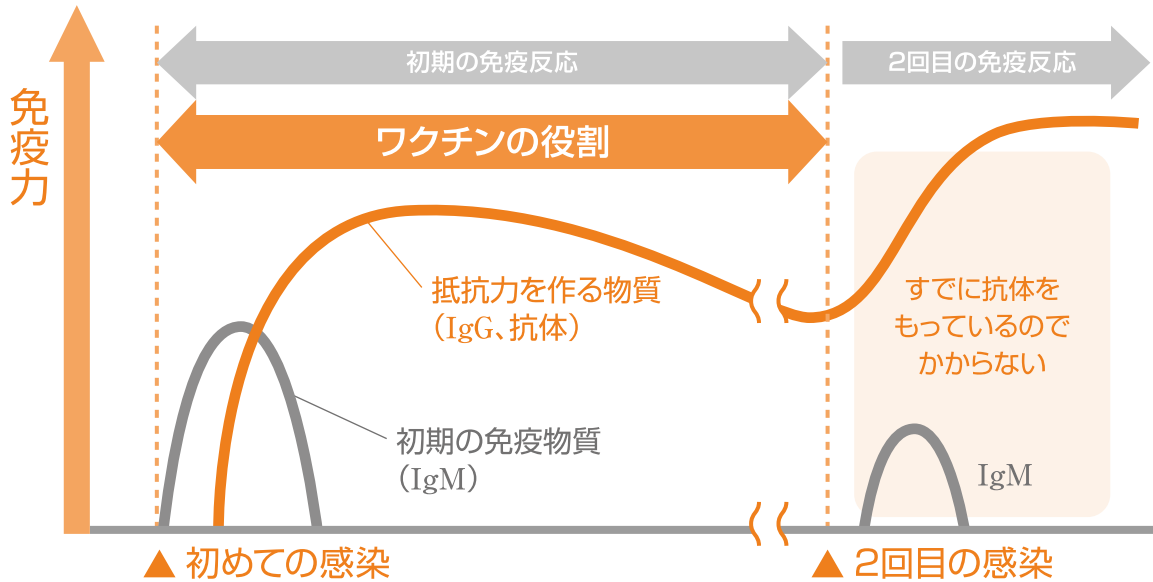 免疫力
初期の免疫反応
2回目の免疫反応
ワクチンの役割
抵抗力を作る物質
(IgG、抗体)
すでに抗体を
もっているので
かからない
初期の免疫物質
(IgM)
IgM
▲ 初めての感染
▲ 2回目の感染